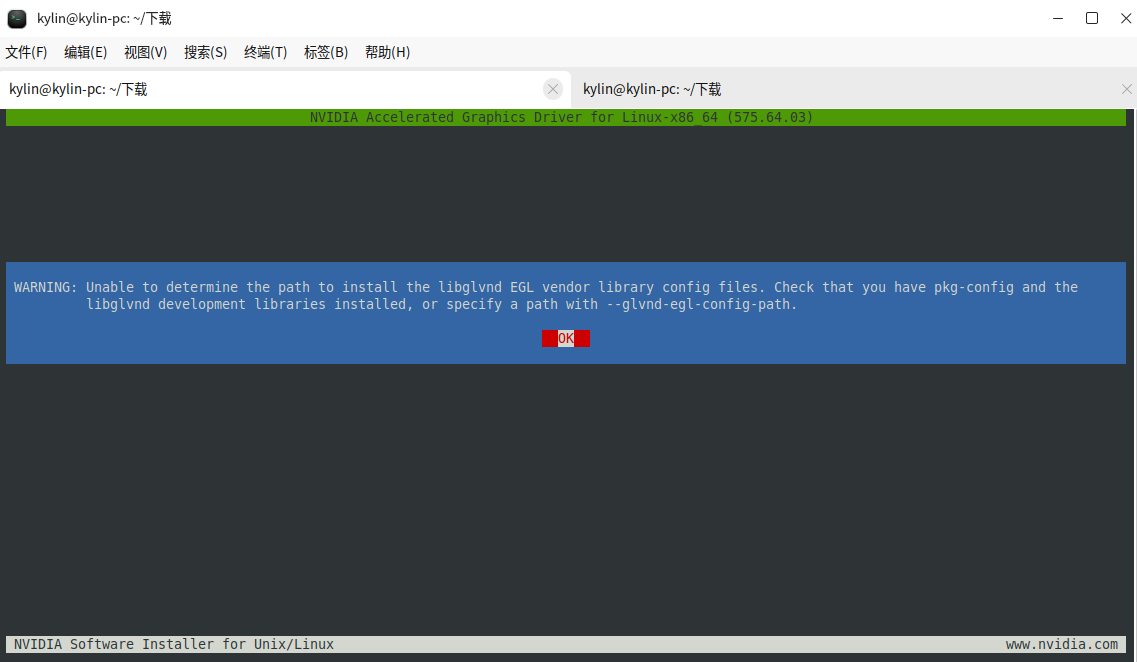 kylin@kylin-pc: ~/下载
文件(F) 编辑(E) 视图(V) 搜索(S) 终端(T) 标签(B) 帮助(H)
kylin@kylin-pc: ~/下载 kylin@kylin-pc: ~/下载
NVIDIA Accelerated Graphics Driver for Linux-x86_64 (575.64.03)
WARNING: Unable to determine the path to install the libglvnd EGL vendor library config files. Check that you have pkg-config and the
libglvnd development libraries installed, or specify a path with --glvnd-egl-config-path.
OK
NVIDIA Software Installer for Unix/Linux www.nvidia.com